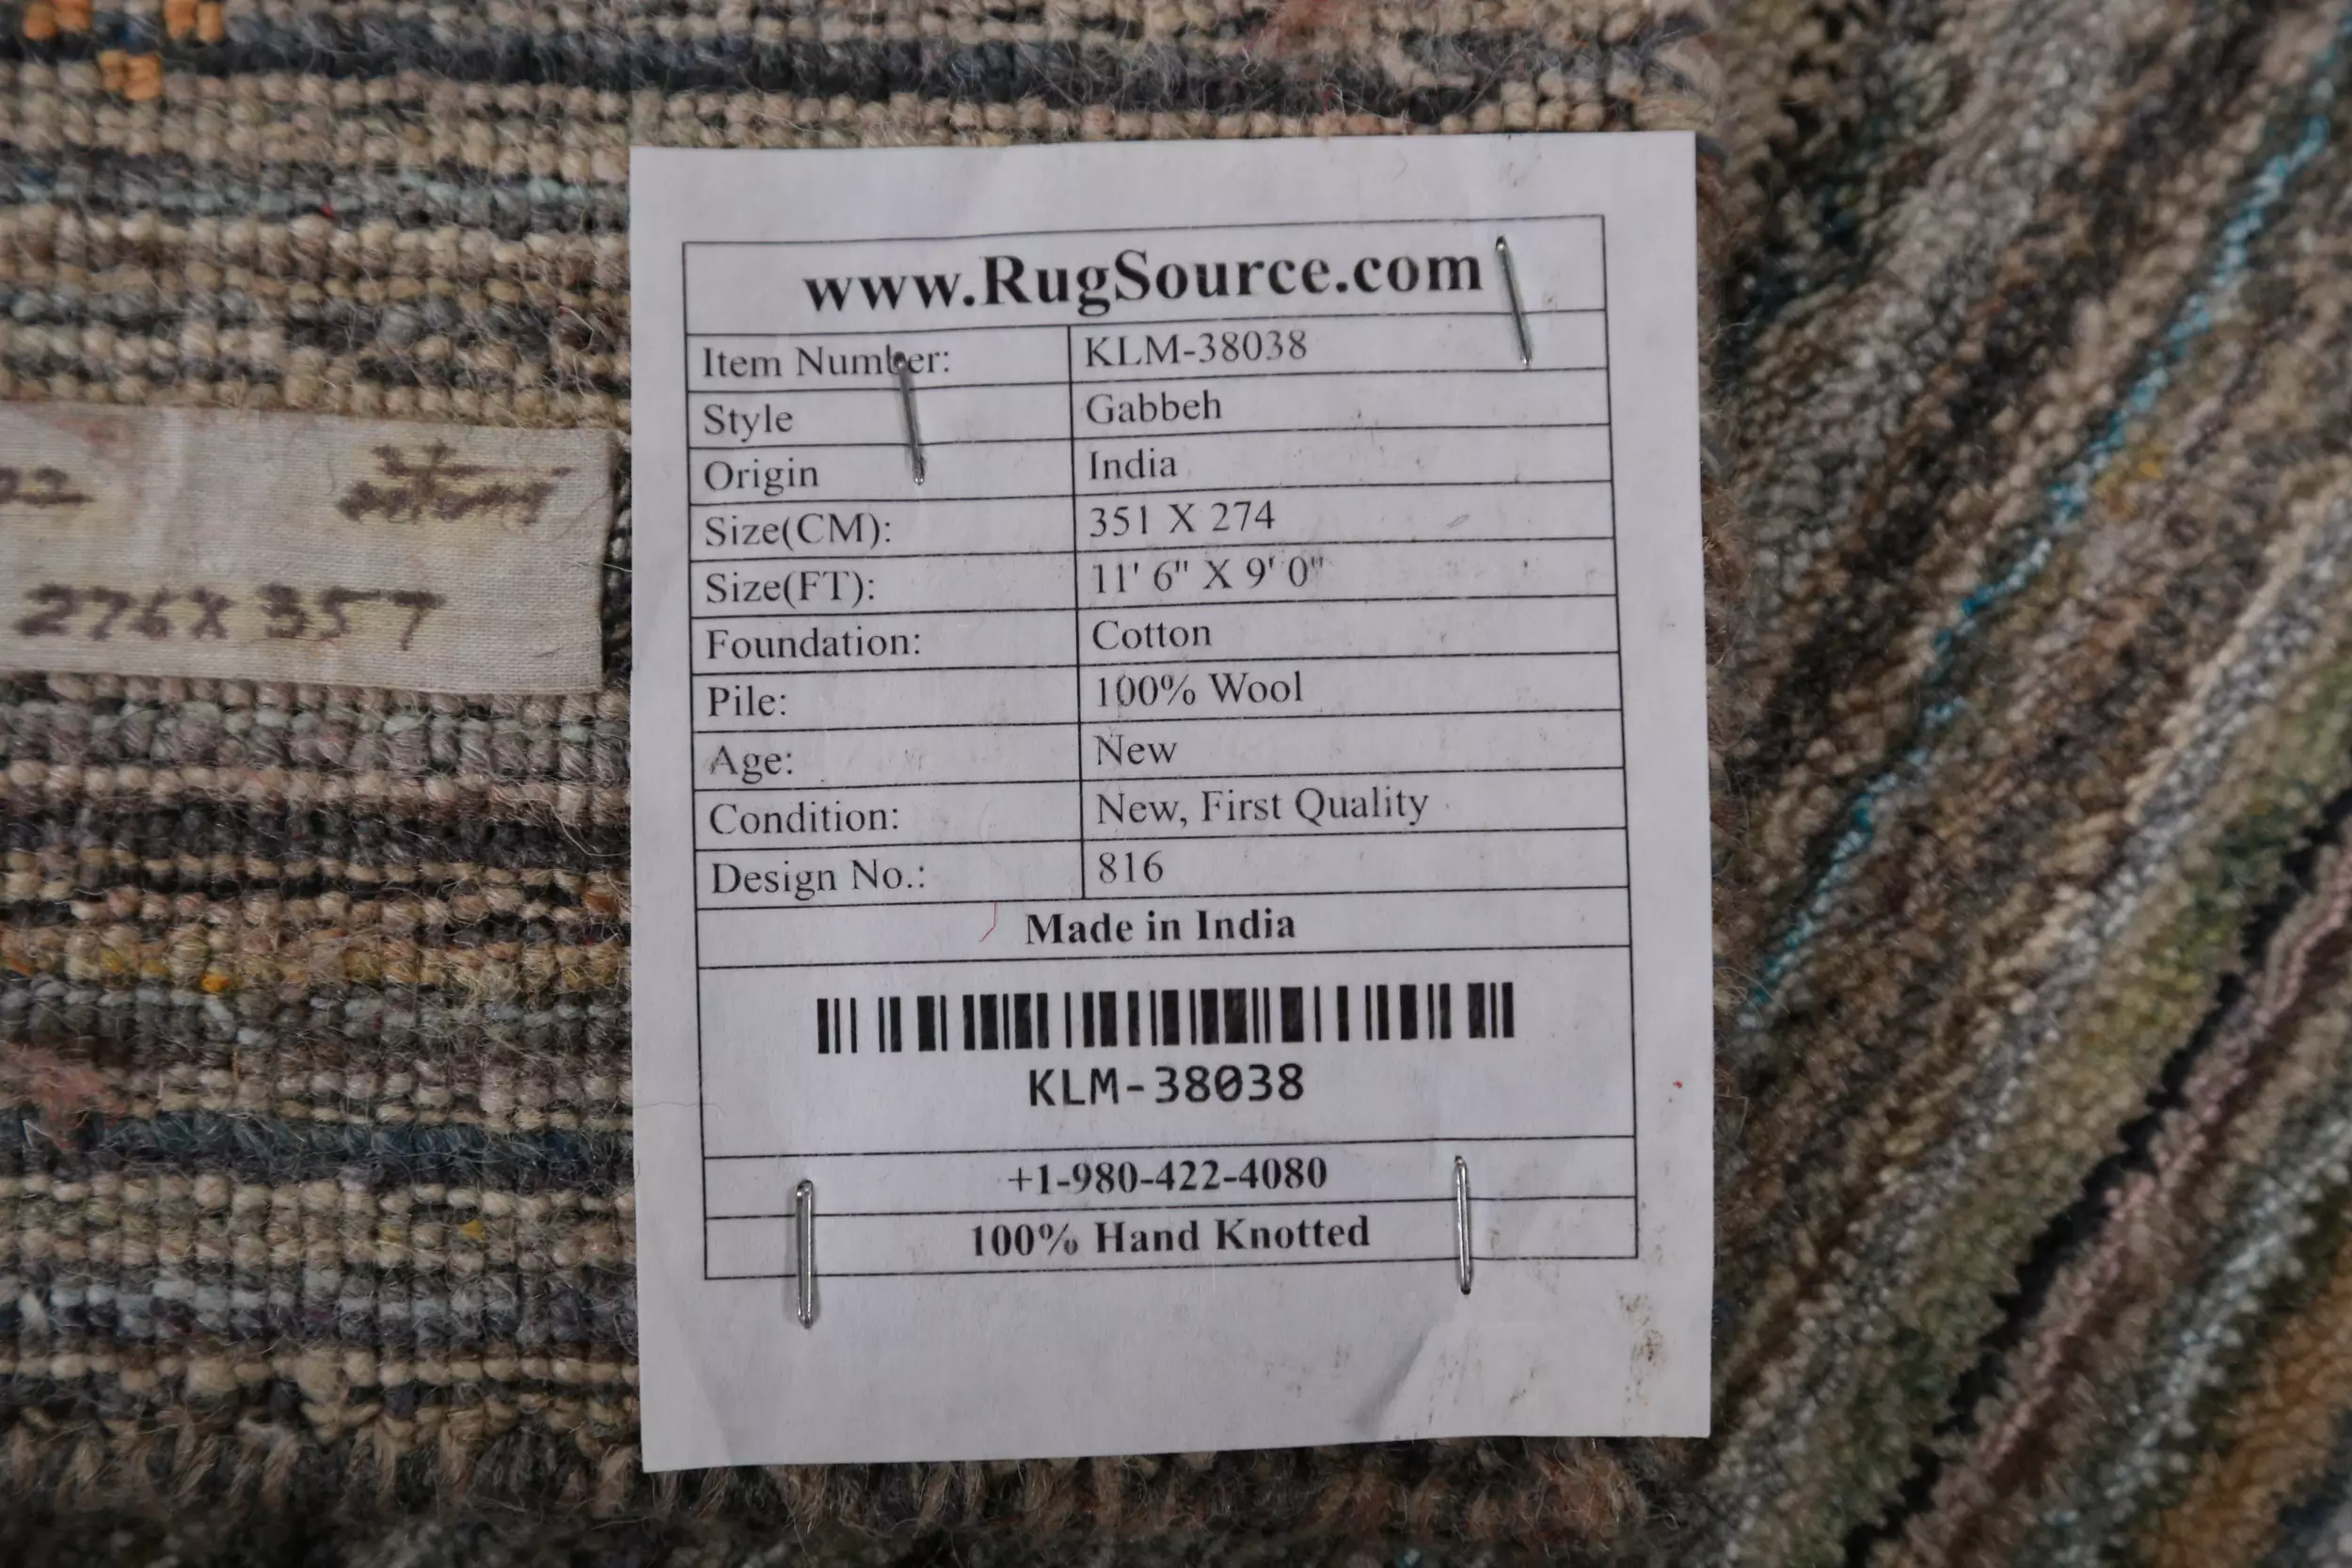 www.RugSource.com
Item Number: KLM-38038
Style Gabbeh
Origin India
Size(CM): 351 X 274
Size(FT): 11' 6" X 9' 0"
Foundation: Cotton
Pile: 100% Wool
Age: New
Condition: New, First Quality
Design No.: 816
Made in India
KLM-38038
+1-980-422-4080
100% Hand Knotted
276X 357